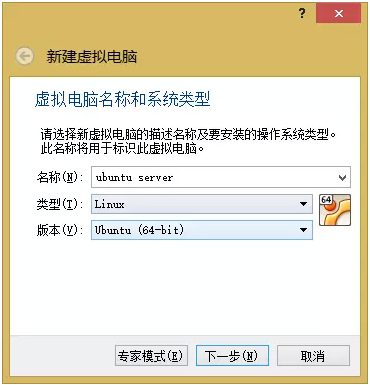 ?
新建虚拟电脑
虚拟电脑名称和系统类型
请选择新虚拟电脑的描述名称及要安装的操作系统类型。
此名称将用于标识此虚拟电脑。
名称(N): ubuntu server
类型(T): Linux
64
版本(V): Ubuntu (64-bit)
专家模式(E) 下一步(N) 取消